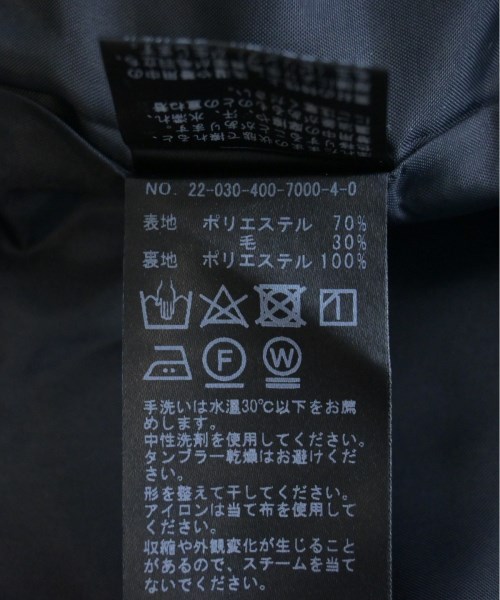 NO. 22-030-400-7000-4-0
表地 ポリエステル 70%
毛 30%
裏地 ポリエステル 100%
F W
手洗いは水温30℃以下をお薦
めします。
中性洗剤を使用してください。
タンブラー乾燥はお避けくだ
さい。
形を整えて干してください。
アイロンは当て布を使用して
ください。
収縮や外観変化が生じること
があるので、スチームを当て
ないでください。